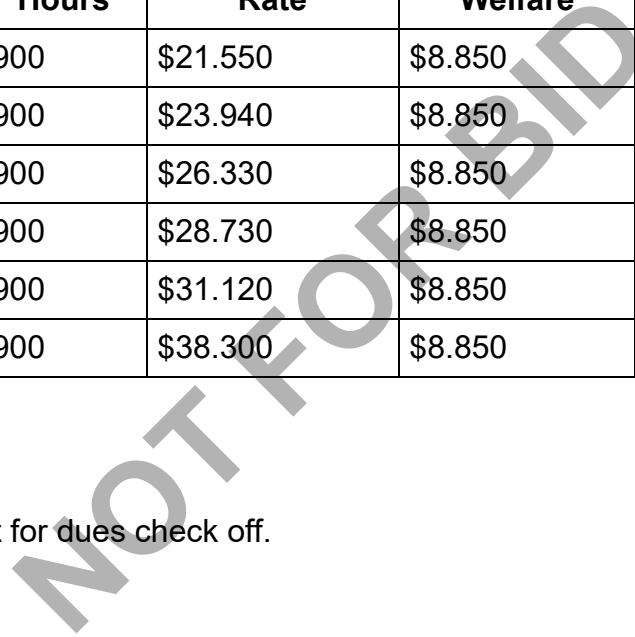 Hours Rate Welfare
900 $21.550 $8.850
900 $23.940 $8.850
900 $26.330 $8.850
900 $28.730 $8.850
900 $31.120 $8.850
900 $38.300 $8.850
for dues check off.
NOT FOR BID